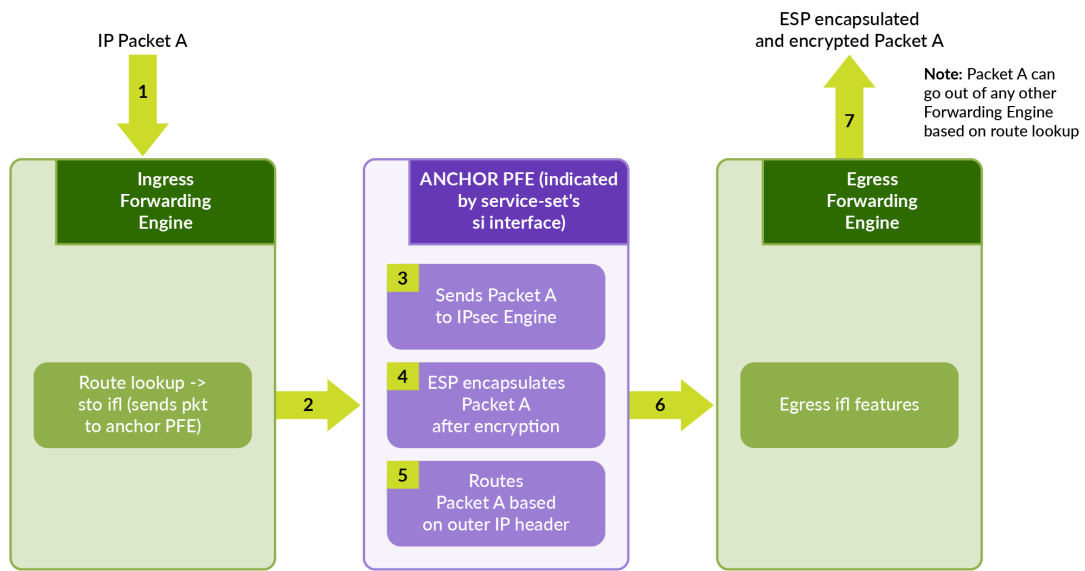 IP Packet A
1
Ingress
Forwarding
Engine
Route lookup ->
sto ifl (sends pkt
to anchor PFE)
2
ANCHOR PFE (indicated
by service-set's
si interface)
3
Sends Packet A
to IPsec Engine
4
ESP encapsulates
Packet A
after encryption
5
Routes
Packet A based
on outer IP header
6
Egress
Forwarding
Engine
Egress ifl features
7
ESP encapsulated
and encrypted Packet A
Note: Packet A can
go out of any other
Forwarding Engine
based on route lookup